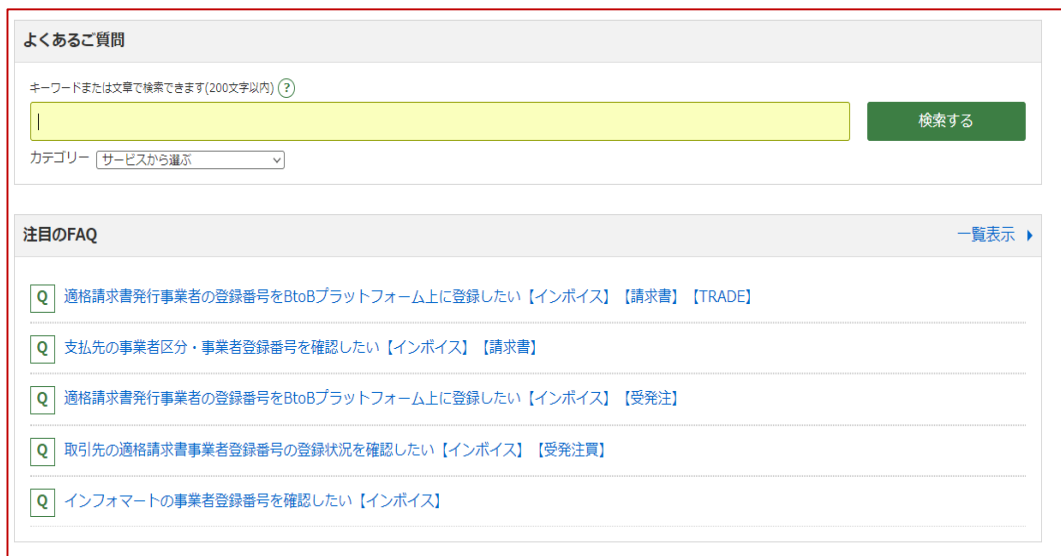 よくあるご質問
キーワードまたは文章で検索できます(200文字以内) ?
検索する
カテゴリー サービスから選ぶ
注目のFAQ 一覧表示
Q 適格請求書発行事業者の登録番号をBtoBプラットフォーム上に登録したい【インボイス】【請求書】【TRADE】
Q 支払先の事業者区分・事業者登録番号を確認したい【インボイス】【請求書】
Q 適格請求書発行事業者の登録番号をBtoBプラットフォーム上に登録したい【インボイス】【受発注】
Q 取引先の適格請求書事業者登録番号の登録状況を確認したい【インボイス】【受発注買】
Q インフォマートの事業者登録番号を確認したい【インボイス】